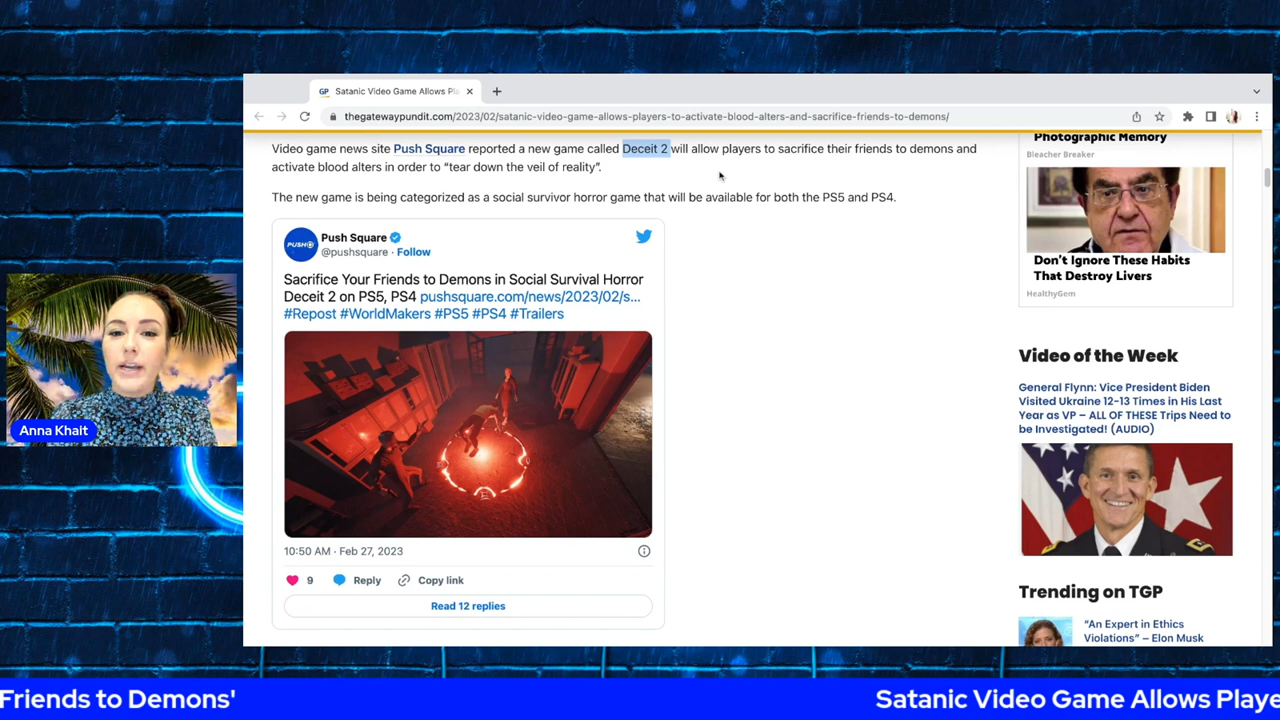 GP Satanic Video Game Allows Pla
thegatewaypundit.com/2023/02/satanic-video-game-allows-players-to-activate-blood-alters-and-sacrifice-friends-to-demons/
Video game news site Push Square reported a new game called Deceit 2 will allow players to sacrifice their friends to demons and
activate blood alters in order to “tear down the veil of reality”.
The new game is being categorized as a social survivor horror game that will be available for both the PS5 and PS4.
PUSH
Push Square
@pushsquare · Follow
Sacrifice Your Friends to Demons in Social Survival Horror
Deceit 2 on PS5, PS4 pushsquare.com/news/2023/02/s...
#Repost #WorldMakers #PS5 #PS4 #Trailers
10:50 AM · Feb 27, 2023
9 Reply Copy link
Read 12 replies
Photographic Memory
Bleacher Breaker
Don’t Ignore These Habits
That Destroy Livers
HealthyGem
Video of the Week
General Flynn: Vice President Biden
Visited Ukraine 12-13 Times in His Last
Year as VP – ALL OF THESE Trips Need to
be Investigated! (AUDIO)
Trending on TGP
“An Expert in Ethics
Violations” – Elon Musk
Anna Khait
Friends to Demons' Satanic Video Game Allows Playe